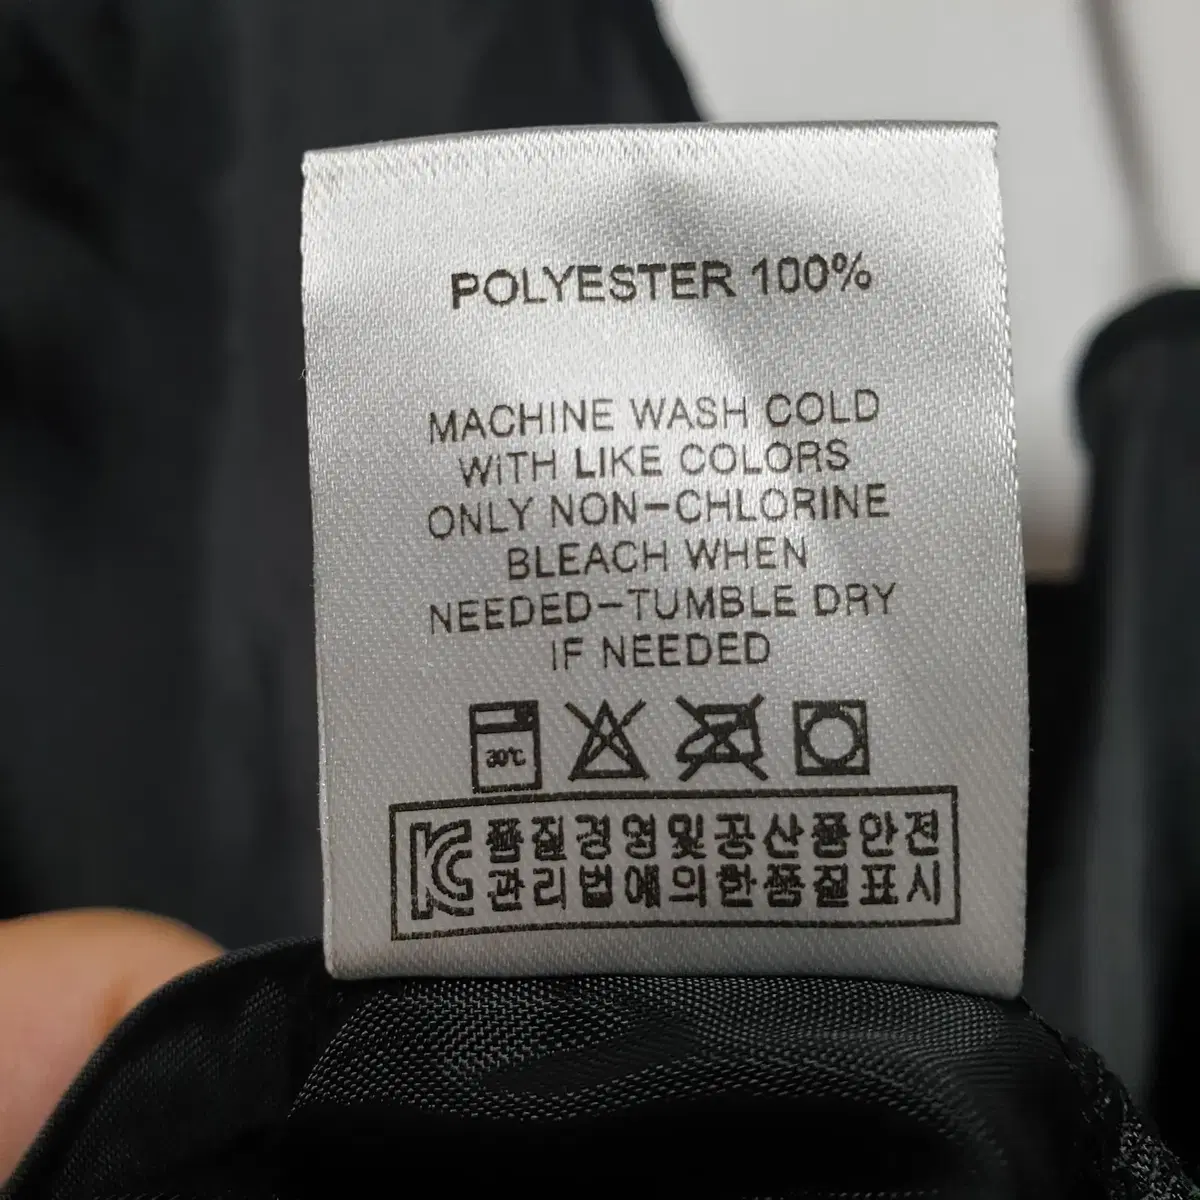 POLYESTER 100%
MACHINE WASH COLD
WITH LIKE COLORS
ONLY NON-CHLORINE
BLEACH WHEN
NEEDED-TUMBLE DRY
IF NEEDED
30℃
KC 품질경영및공산품안전
관리법에의한품질표시